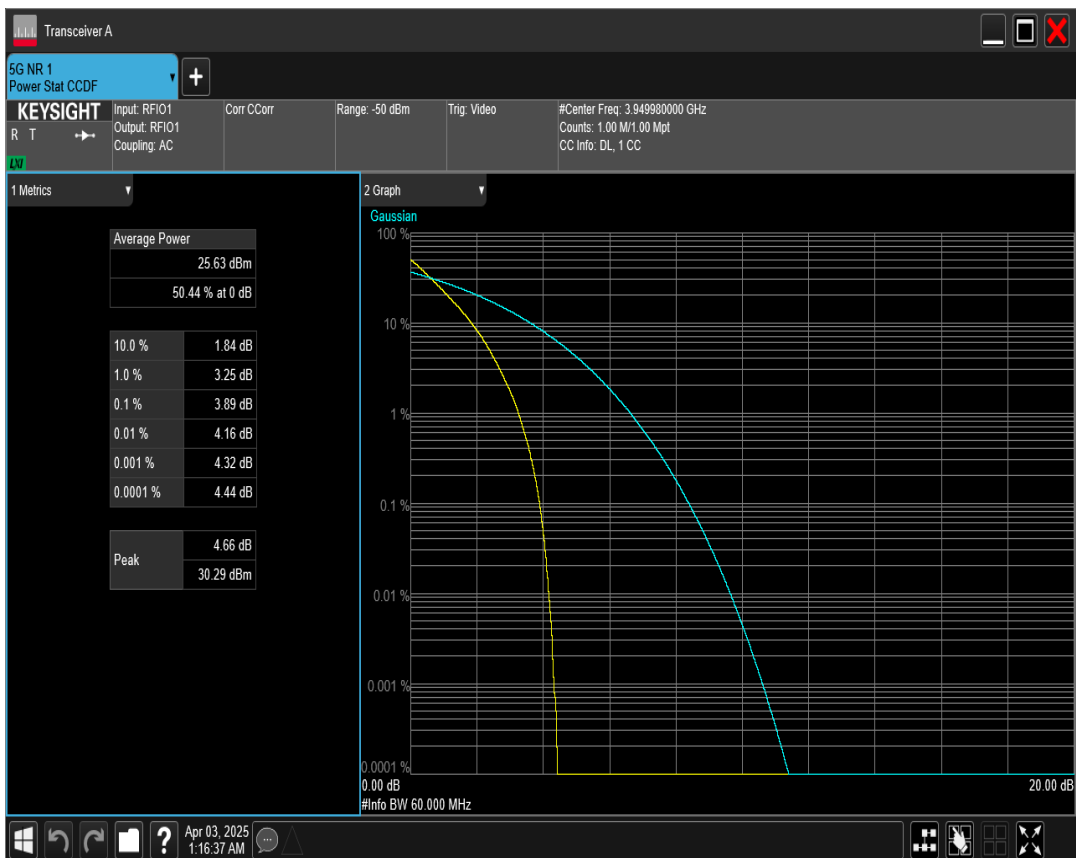 Transceiver A
5G NR 1
Power Stat CCDF
+
KEYSIGHT
R T
LXI
Input: RFIO1
Output: RFIO1
Coupling: AC
Corr CCorr
Range: -50 dBm
Trig: Video
#Center Freq: 3.949980000 GHz
Counts: 1.00 M/1.00 Mpt
CC Info: DL, 1 CC
1 Metrics
Average Power
25.63 dBm
50.44 % at 0 dB
10.0 % 1.84 dB
1.0 % 3.25 dB
0.1 % 3.89 dB
0.01 % 4.16 dB
0.001 % 4.32 dB
0.0001 % 4.44 dB
Peak
4.66 dB
30.29 dBm
2 Graph
Gaussian
100 %
10 %
1 %
0.1 %
0.01 %
0.001 %
0.0001 %
0.00 dB 20.00 dB
#Info BW 60.000 MHz
?
Apr 03, 2025
1:16:37 AM